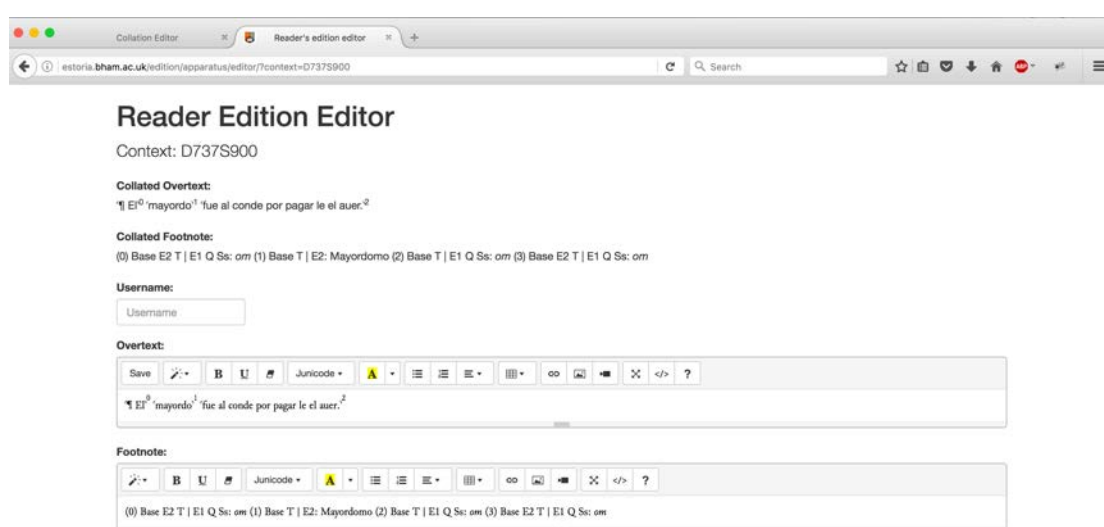 Collation Editor Reader's edition editor
estoria.bham.ac.uk/edition/apparatus/editor/?context=D737S900 Search
Reader Edition Editor
Context: D737S900
Collated Overtext:
'¶ El'0 'mayordo'1 'fue al conde por pagar le el auer.'2
Collated Footnote:
(0) Base E2 T | E1 Q Ss: om (1) Base T | E2: Mayordomo (2) Base T | E1 Q Ss: om (3) Base E2 T | E1 Q Ss: om
Username:
Username
Overtext:
Save B U Junicode A </> ?
'¶ El'0 'mayordo'1 'fue al conde por pagar le el auer.'2
Footnote:
B U Junicode A </> ?
(0) Base E2 T | E1 Q Ss: om (1) Base T | E2: Mayordomo (2) Base T | E1 Q Ss: om (3) Base E2 T | E1 Q Ss: om